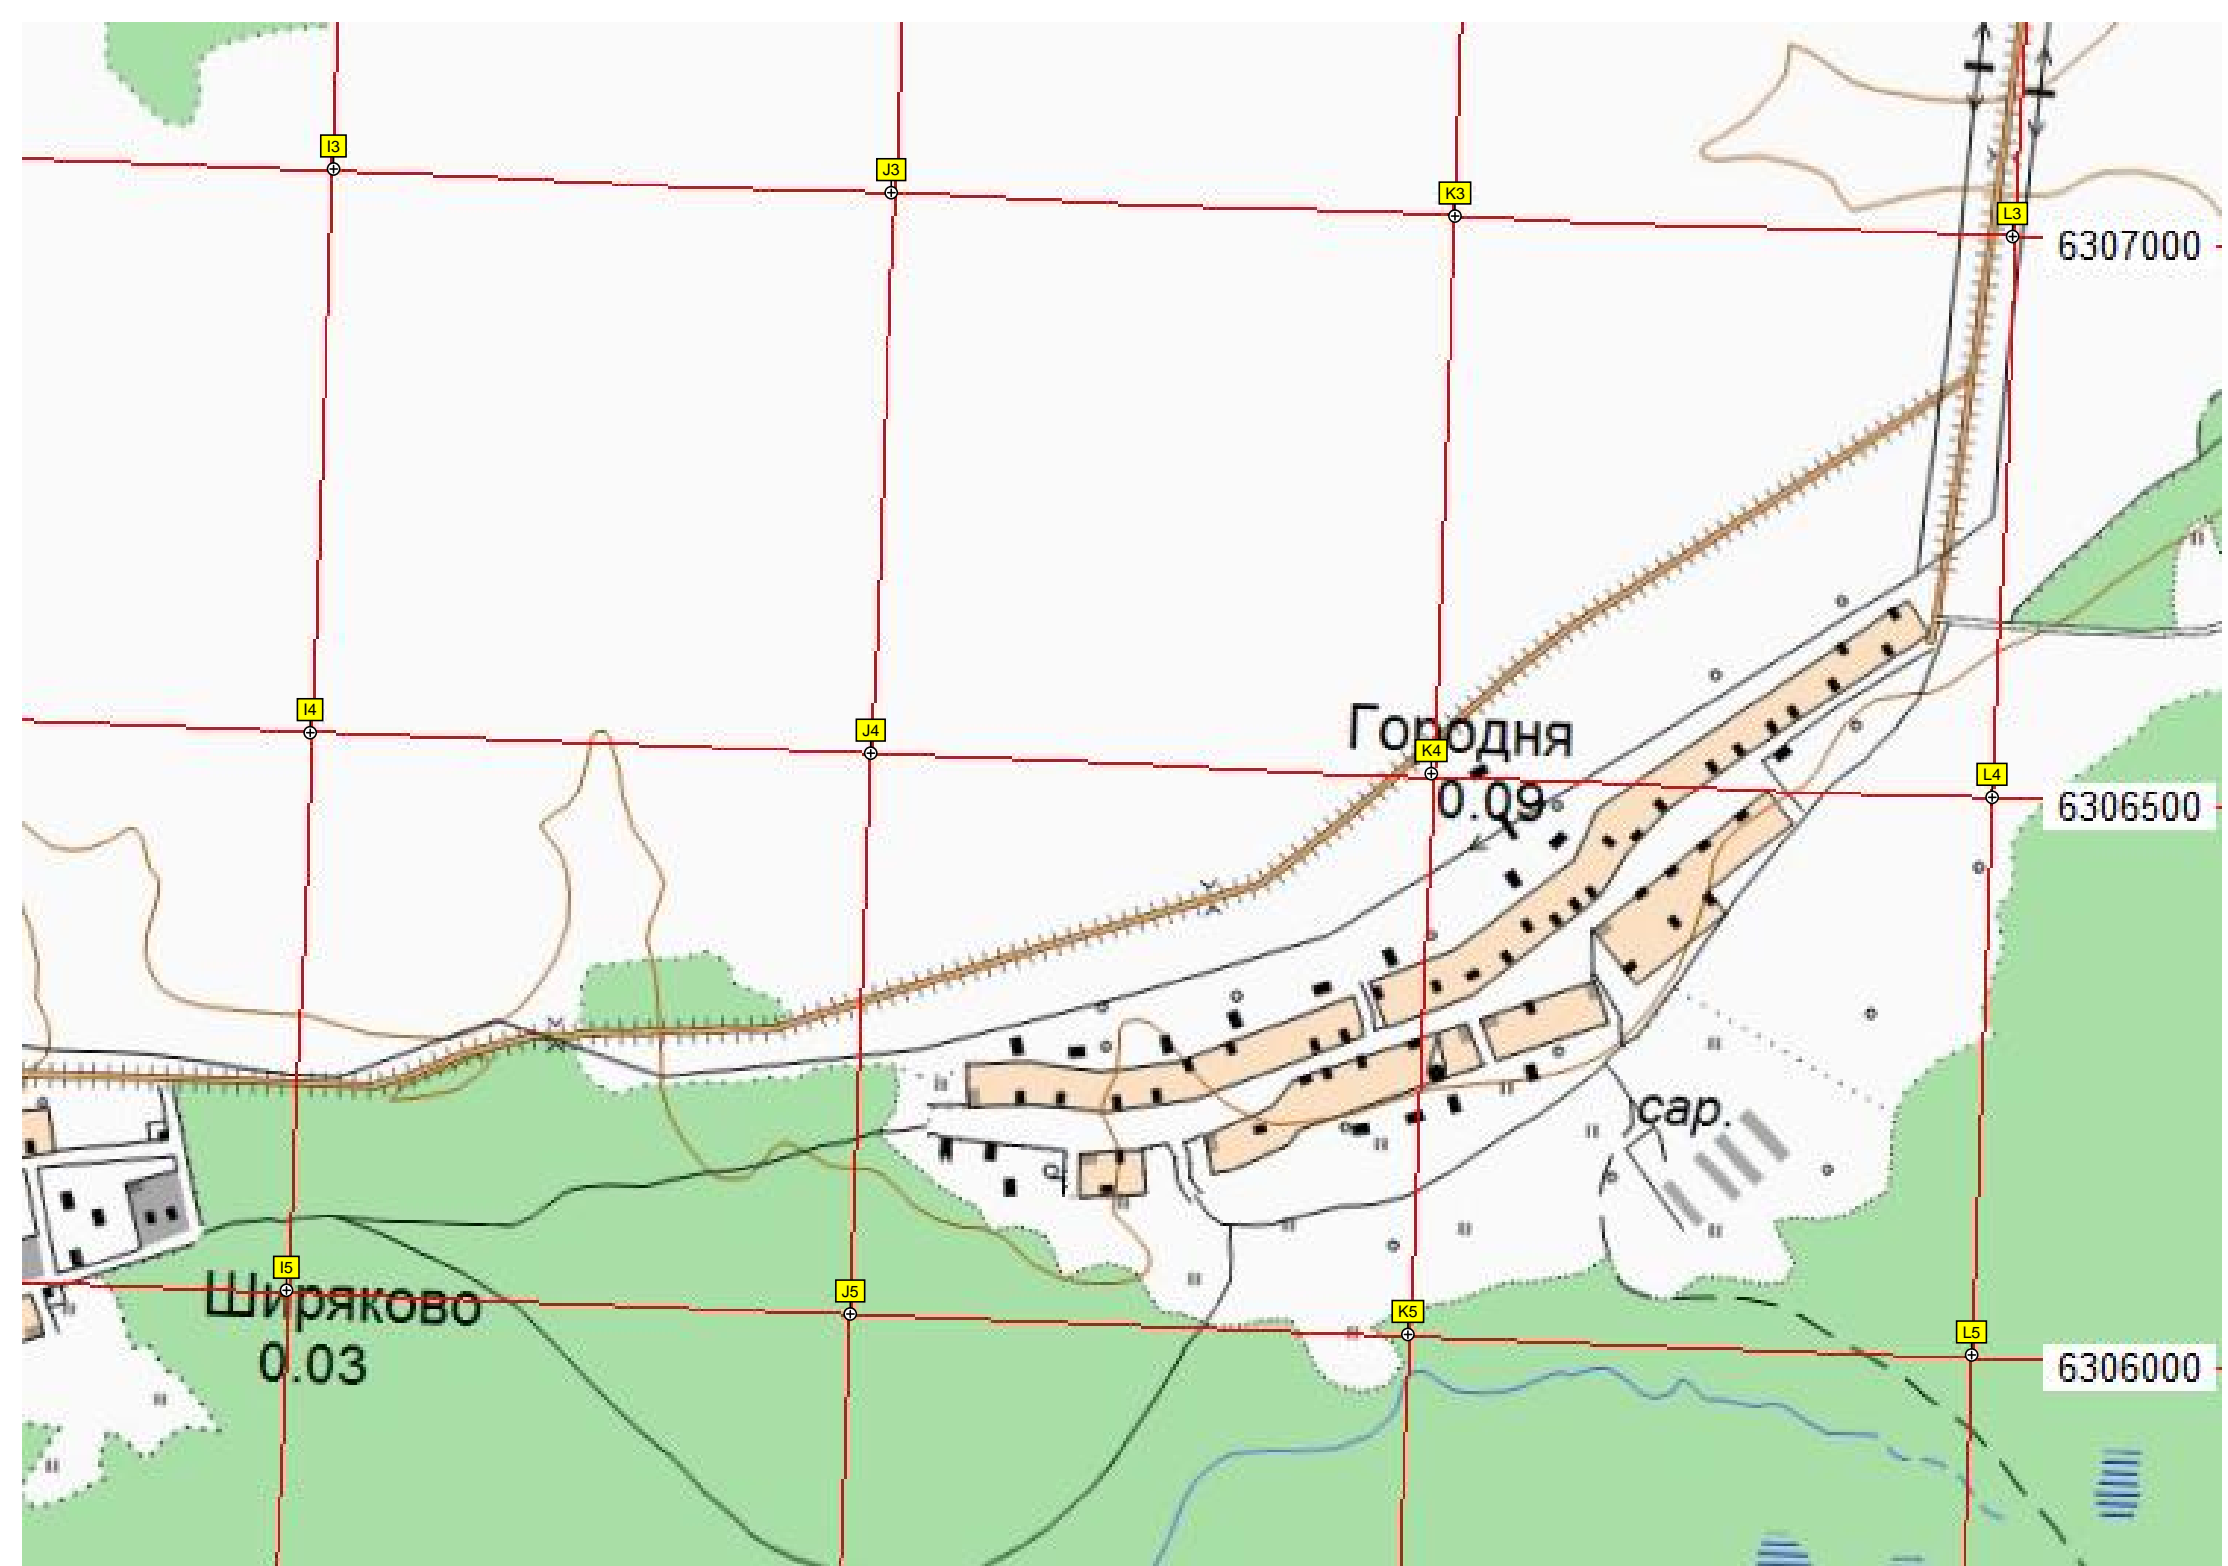 I3
J3
K3
L3
6307000
I4
J4
Городня
K4
L4
0.09
6306500
сар.
I5
Ширяково
J5
K5
L5
0.03
6306000